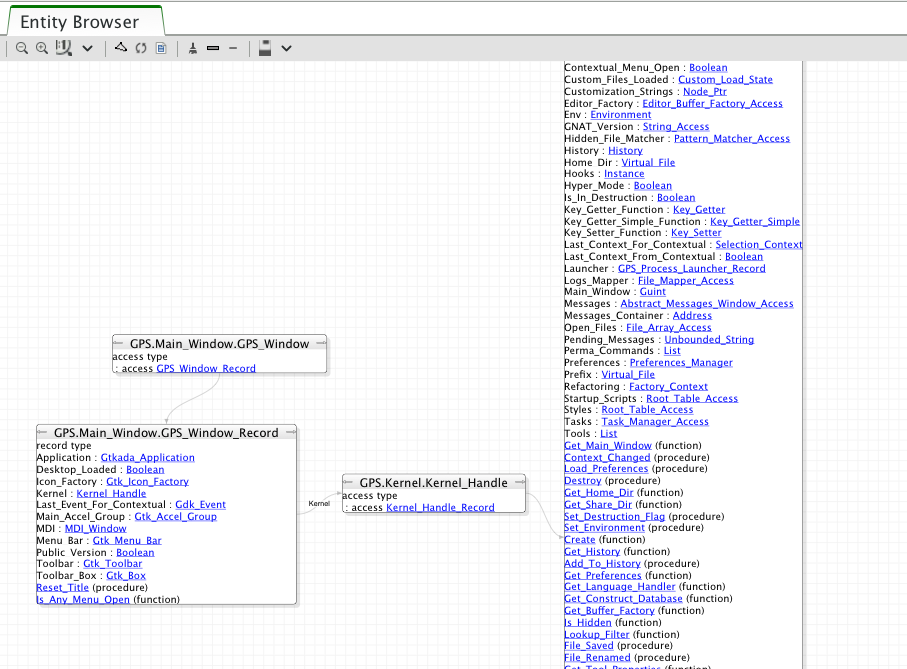 Entity Browser
Contextual_Menu_Open : Boolean
Custom_Files_Loaded : Custom_Load_State
Customization_Strings : Node_Ptr
Editor_Factory : Editor_Buffer_Factory_Access
Env : Environment
GNAT_Version : String_Access
Hidden_File_Matcher : Pattern_Matcher_Access
History : History
Home_Dir : Virtual_File
Hooks : Instance
Hyper_Mode : Boolean
Is_In_Destruction : Boolean
Key_Getter_Function : Key_Getter
Key_Getter_Simple_Function : Key_Getter_Simple
Key_Setter_Function : Key_Setter
Last_Context_For_Contextual : Selection_Context
Last_Context_From_Contextual : Boolean
Launcher : GPS_Process_Launcher_Record
Logs_Mapper : File_Mapper_Access
Main_Window : Guint
Messages : Abstract_Messages_Window_Access
Messages_Container : Address
Open_Files : File_Array_Access
Pending_Messages : Unbounded_String
Perma_Commands : List
Preferences : Preferences_Manager
Prefix : Virtual_File
Refactoring : Factory_Context
Startup_Scripts : Root_Table_Access
Styles : Root_Table_Access
Tasks : Task_Manager_Access
Tools : List
Get_Main_Window (function)
Context_Changed (procedure)
Load_Preferences (procedure)
Destroy (procedure)
Get_Home_Dir (function)
Get_Share_Dir (function)
Set_Destruction_Flag (procedure)
Set_Environment (procedure)
Create (function)
Get_History (function)
Add_To_History (procedure)
Get_Preferences (function)
Get_Language_Handler (function)
Get_Construct_Database (function)
Get_Buffer_Factory (function)
Is_Hidden (function)
Lookup_Filter (function)
File_Saved (procedure)
File_Renamed (procedure)
Get_Tool_Properties (function)
GPS.Main_Window.GPS_Window
access type
: access GPS_Window_Record
GPS.Main_Window.GPS_Window_Record
record type
Application : Gtkada_Application
Desktop_Loaded : Boolean
Icon_Factory : Gtk_Icon_Factory
Kernel : Kernel_Handle
Last_Event_For_Contextual : Gdk_Event
Main_Accel_Group : Gtk_Accel_Group
MDI : MDI_Window
Menu_Bar : Gtk_Menu_Bar
Public_Version : Boolean
Toolbar : Gtk_Toolbar
Toolbar_Box : Gtk_Box
Reset_Title (procedure)
Is_Any_Menu_Open (function)
Kernel
GPS.Kernel.Kernel_Handle
access type
: access Kernel_Handle_Record